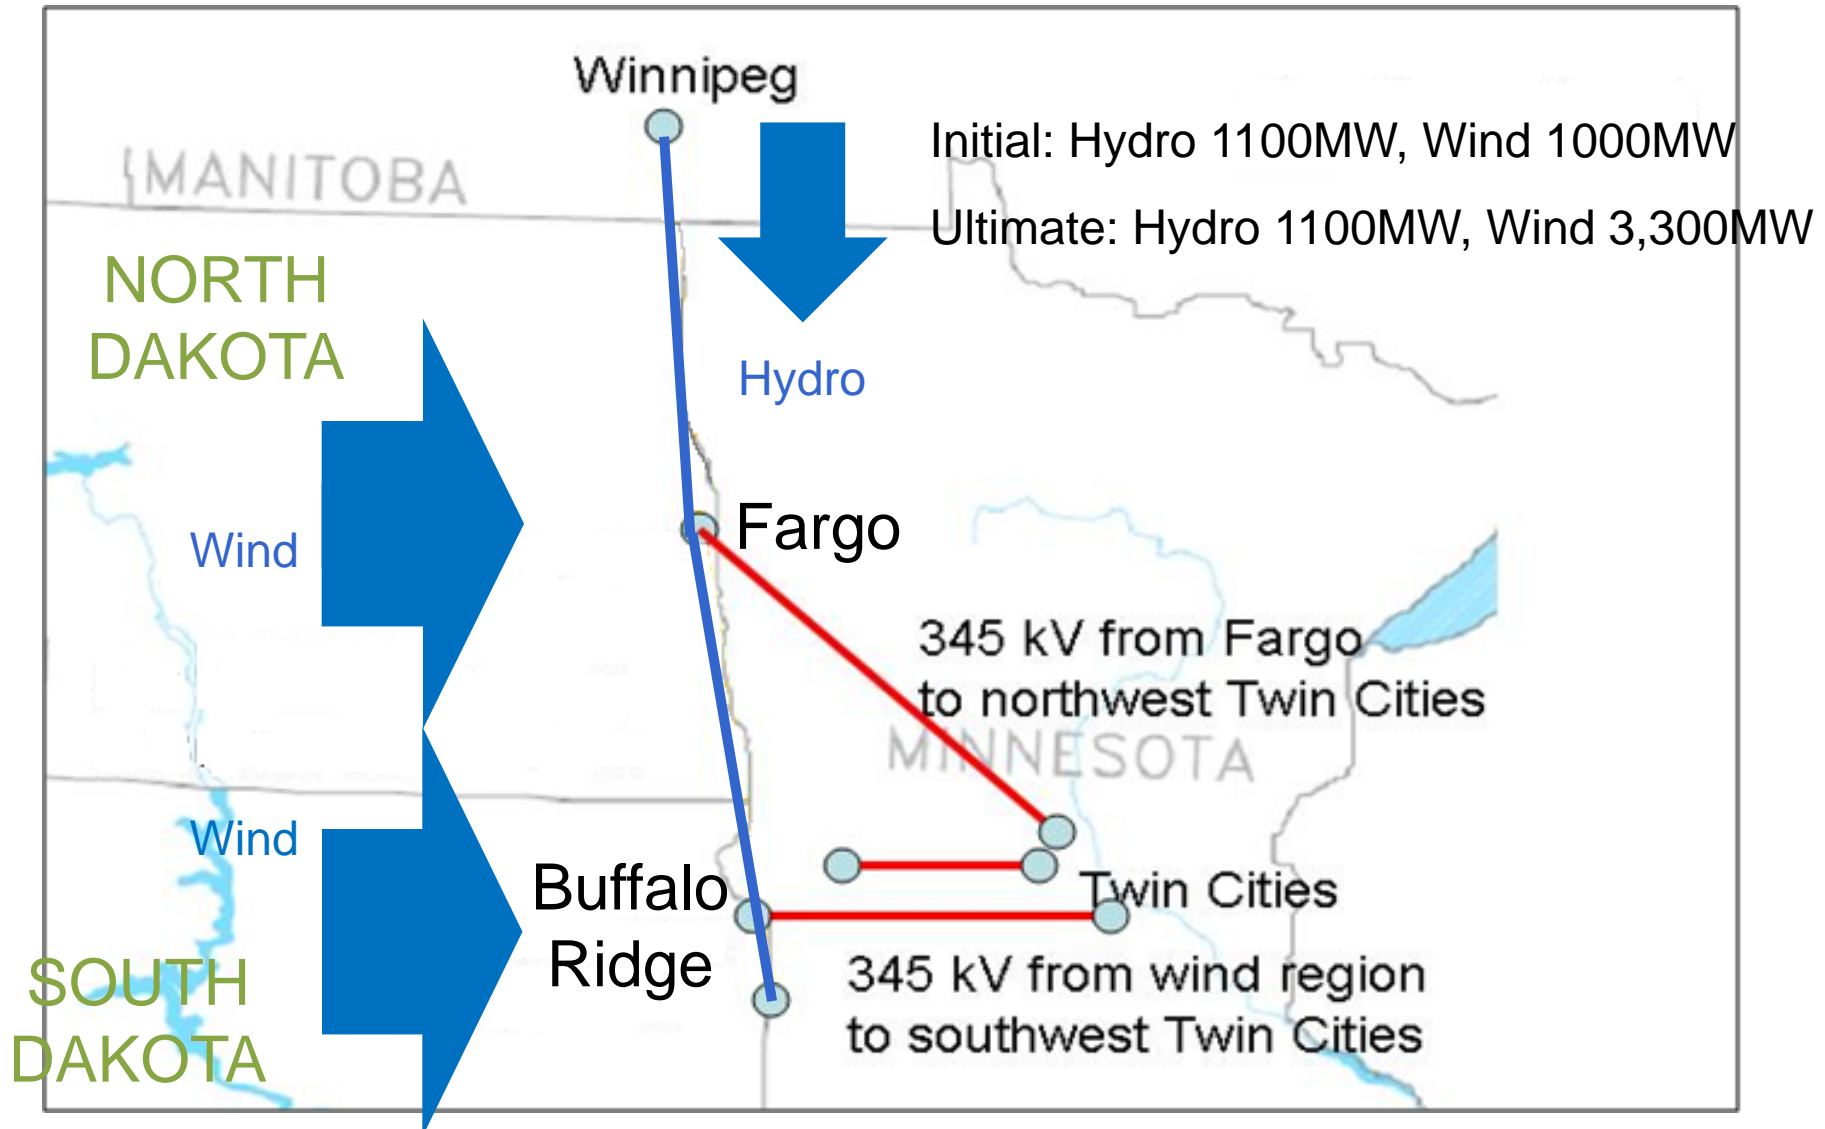 Winnipeg
Initial: Hydro 1100MW, Wind 1000MW
MANITOBA
Ultimate: Hydro 1100MW, Wind 3,300MW
NORTH
DAKOTA
Hydro
Fargo
Wind
345 kV from Fargo
to northwest Twin Cities
MINNESOTA
Wind
Buffalo
Ridge
Twin Cities
345 kV from wind region
to southwest Twin Cities
SOUTH
DAKOTA